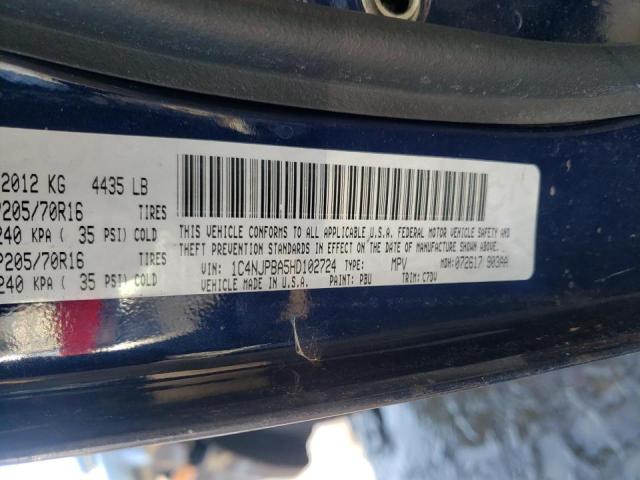 2012 KG 4435 LB
P205/70R16 TIRES
240 KPA ( 35 PSI) COLD
P205/70R16 TIRES
240 KPA ( 35 PSI) COLD
THIS VEHICLE CONFORMS TO ALL APPLICABLE U.S.A. FEDERAL MOTOR VEHICLE SAFETY AND
THEFT PREVENTION STANDARDS IN EFFECT ON THE DATE OF MANUFACTURE SHOWN ABOVE.
VIN: 1C4NJPBA5HD102724 TYPE: MPV MDH: 072617 903AA
VEHICLE MADE IN U.S.A. PAINT: PBU TRIM: C7DV